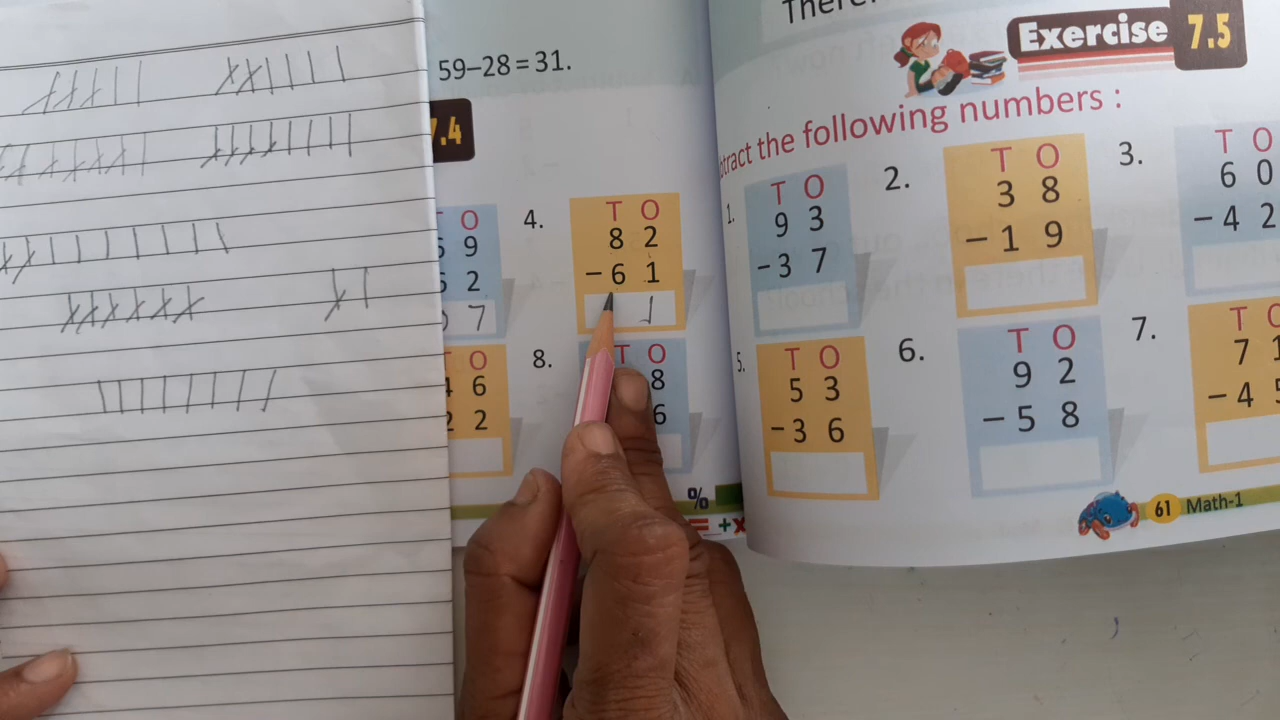 59–28=31.
7.4
O
9
2
7
4.
T O
8 2
–6 1
1
O
4 6
2 2
8.
T O
8
6
%
= +x
There
Exercise 7.5
tract the following numbers :
1.
T O
9 3
–3 7
2.
T O
3 8
–1 9
3.
T O
6 0
–4 2
5.
T O
5 3
–3 6
6.
T O
9 2
–5 8
7.
T O
7 1
–4 5
61 Math-1